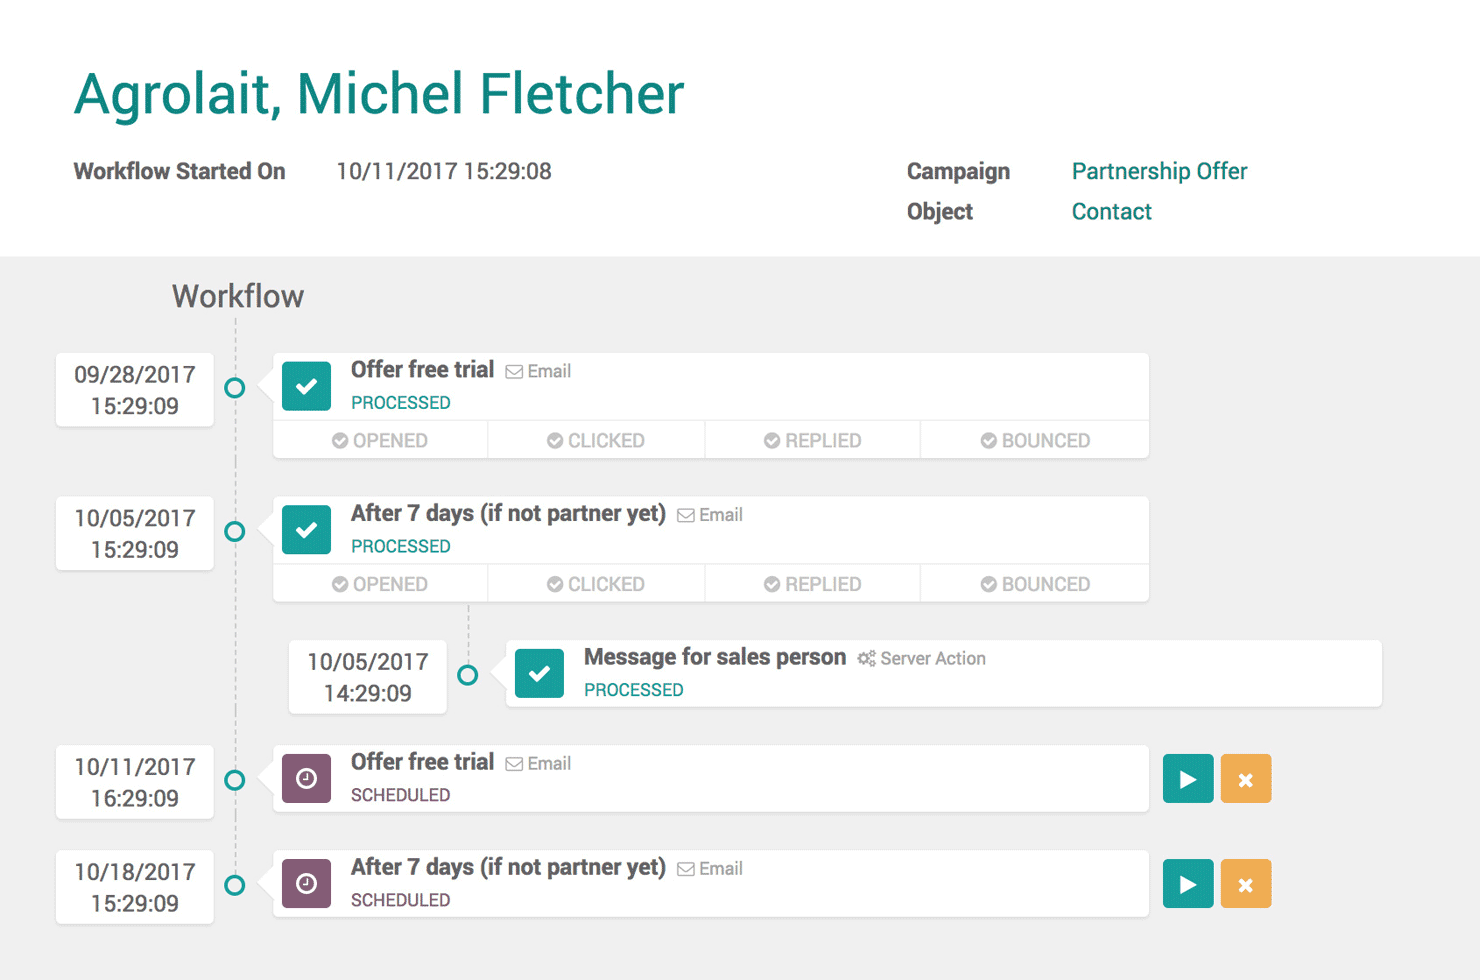 Agrolait, Michel Fletcher
Workflow Started On 10/11/2017 15:29:08 Campaign Partnership Offer
Object Contact
Workflow
09/28/2017
15:29:09
Offer free trial Email
PROCESSED
OPENED CLICKED REPLIED BOUNCED
10/05/2017
15:29:09
After 7 days (if not partner yet) Email
PROCESSED
OPENED CLICKED REPLIED BOUNCED
10/05/2017
14:29:09
Message for sales person Server Action
PROCESSED
10/11/2017
16:29:09
Offer free trial Email
SCHEDULED
10/18/2017
15:29:09
After 7 days (if not partner yet) Email
SCHEDULED